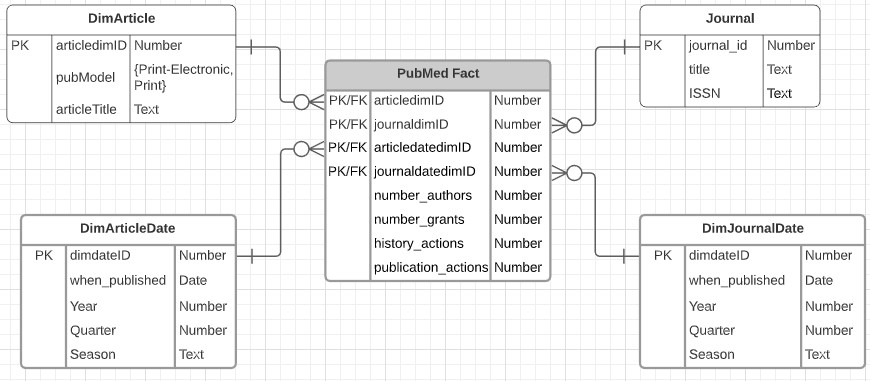 DimArticle
PK articledimID Number
pubModel {Print-Electronic,
Print}
articleTitle Text
Journal
PK journal_id Number
title Text
ISSN Text
PubMed Fact
PK/FK articledimID Number
PK/FK journaldimID Number
PK/FK articledatedimID Number
PK/FK journaldatedimID Number
number_authors Number
number_grants Number
history_actions Number
publication_actions Number
DimArticleDate
PK dimdateID Number
when_published Date
Year Number
Quarter Number
Season Text
DimJournalDate
PK dimdateID Number
when_published Date
Year Number
Quarter Number
Season Text